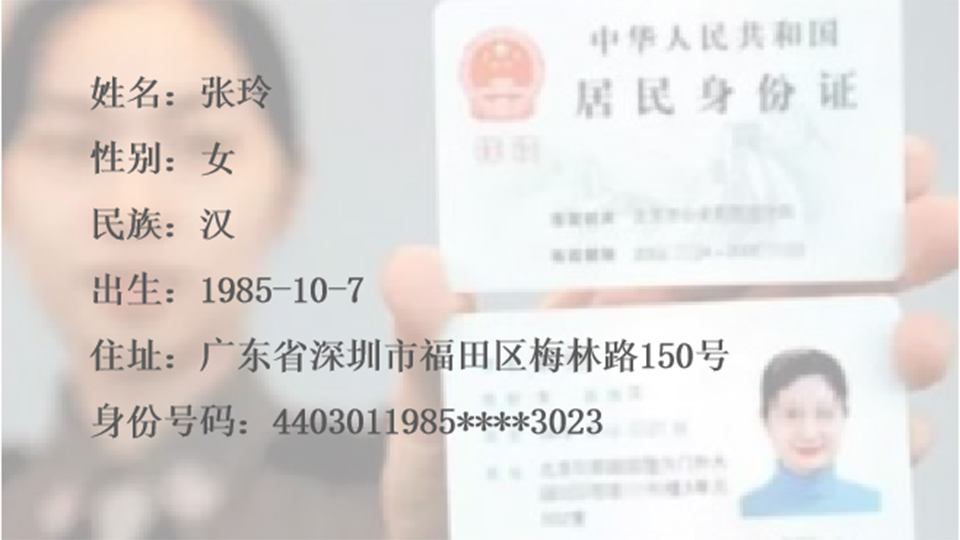 中华人民共和国
居民身份证
姓名：张玲
性别：女
民族：汉
出生：1985-10-7
住址：广东省深圳市福田区梅林路150号
身份号码：4403011985****3023